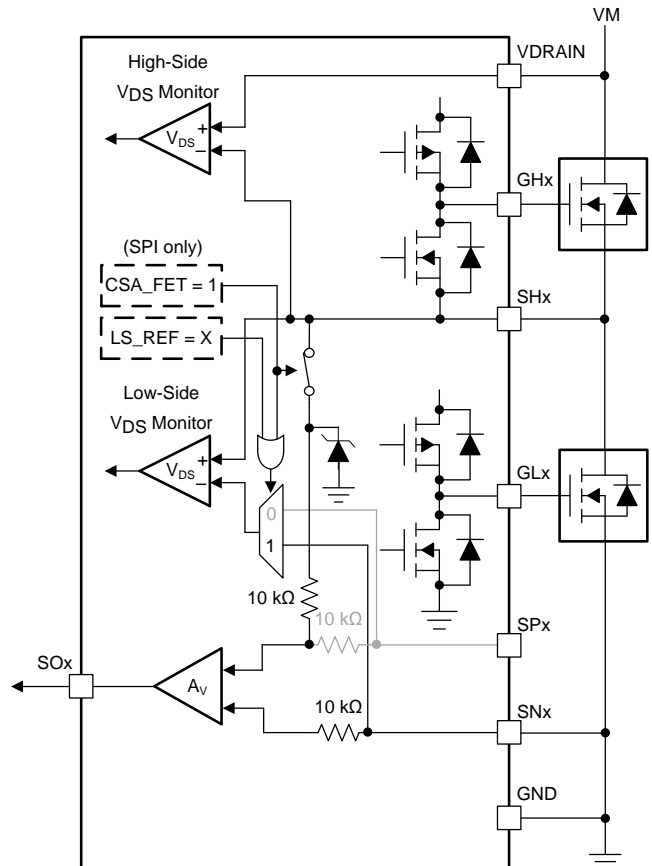 VM
VDRAIN
High-Side
VDS Monitor
VDS
+
−
GHx
(SPI only)
CSA_FET = 1
SHx
LS_REF = X
Low-Side
VDS Monitor
VDS
+
−
GLx
0
1
10 kΩ
10 kΩ
SPx
SOx
AV
10 kΩ
SNx
GND